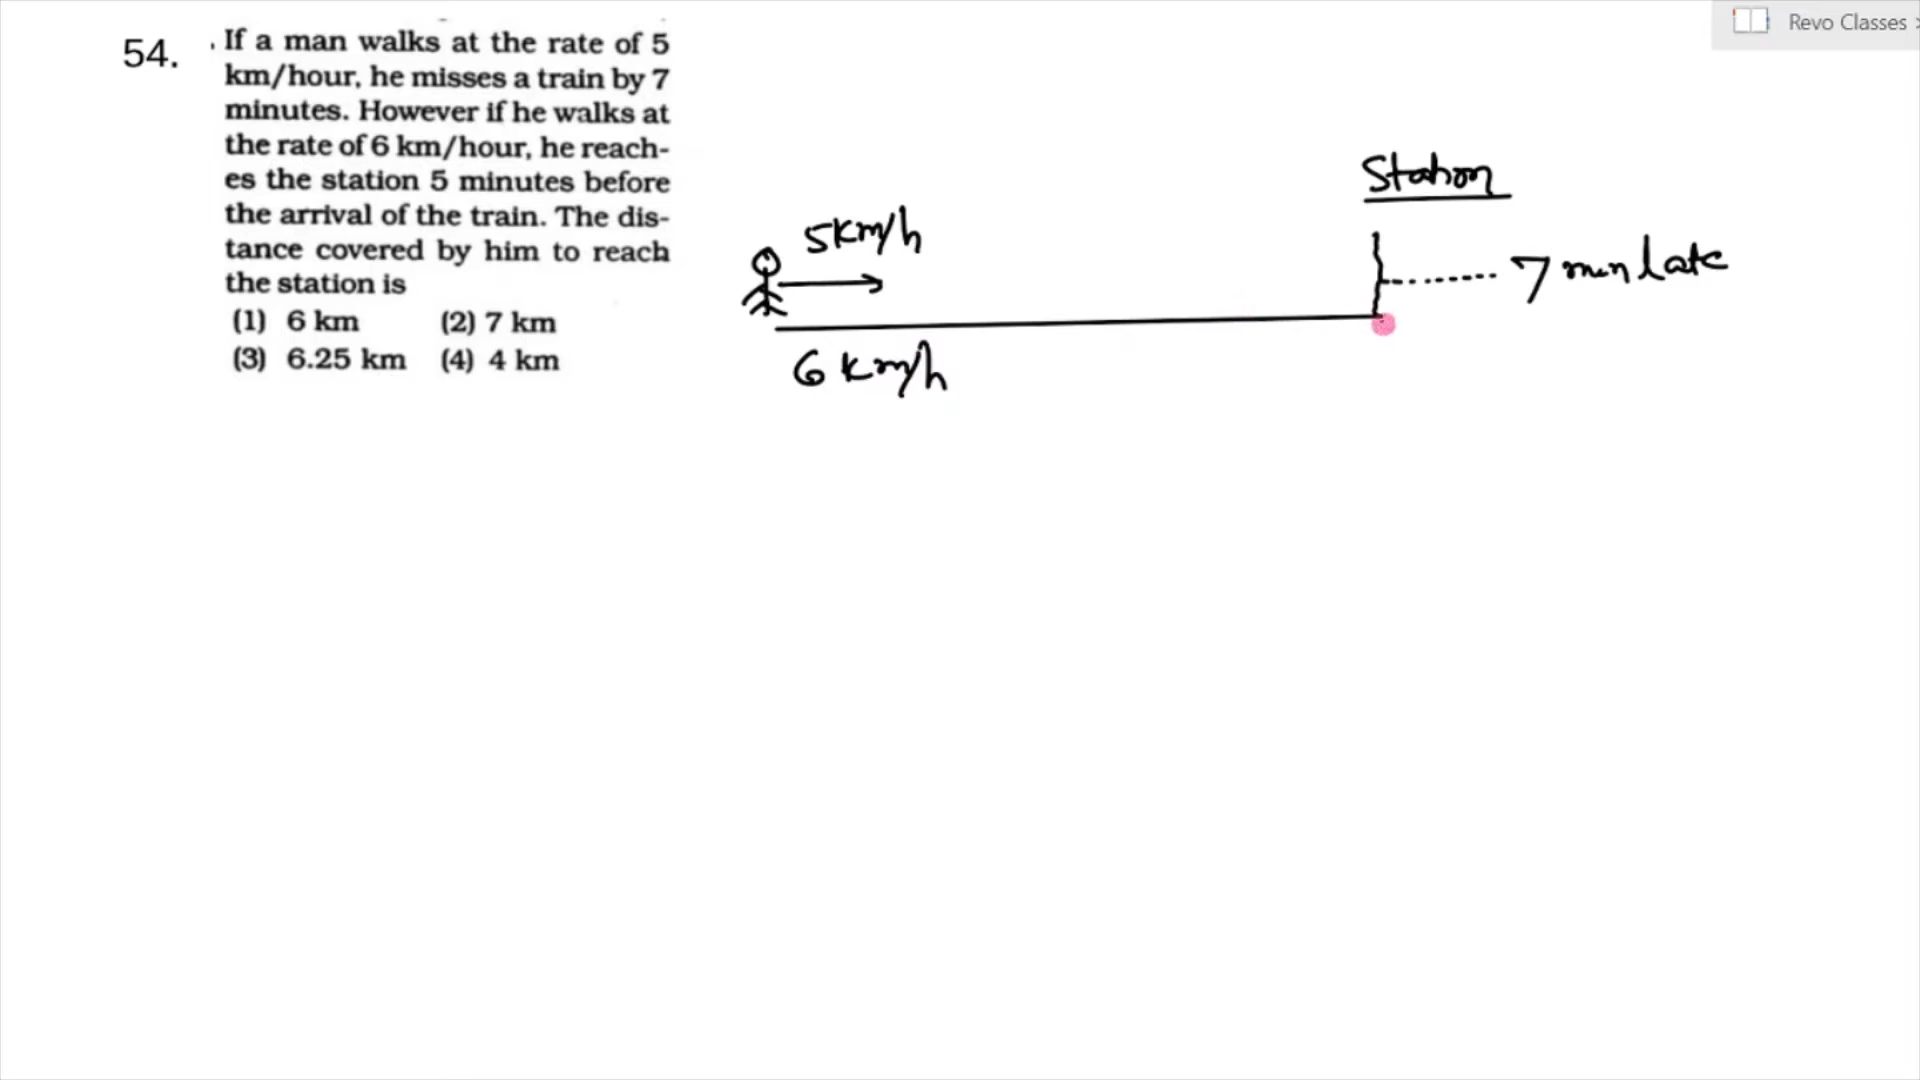 54.
If a man walks at the rate of 5
km/hour, he misses a train by 7
minutes. However if he walks at
the rate of 6 km/hour, he reach-
es the station 5 minutes before
the arrival of the train. The dis-
tance covered by him to reach
the station is
(1) 6 km (2) 7 km
(3) 6.25 km (4) 4 km
Station
5km/h
7 min late
6 km/h
Revo Classes